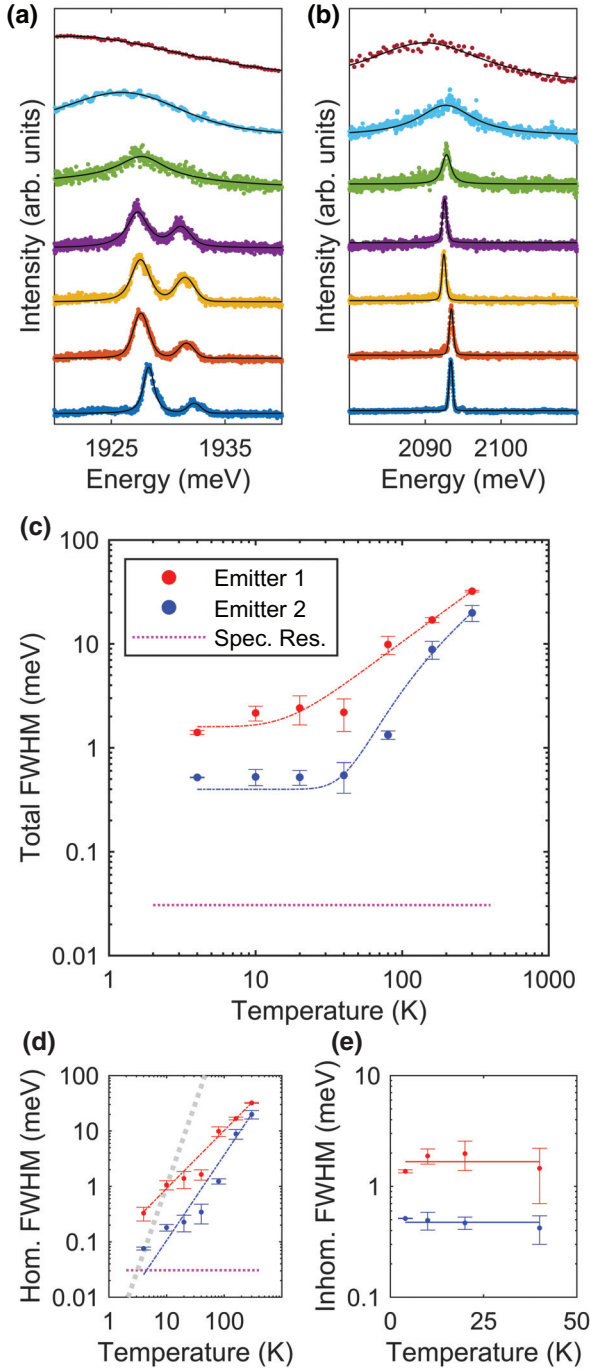 (a)
(b)
Intensity (arb. units)
Intensity (arb. units)
1925 1935
2090 2100
Energy (meV)
Energy (meV)
(c)
100
10
1
0.1
0.01
Total FWHM (meV)
Emitter 1
Emitter 2
Spec. Res.
1 10 100 1000
Temperature (K)
(d)
100
10
1
0.1
0.01
Hom. FWHM (meV)
1 10 100
Temperature (K)
(e)
10
1
0.1
Inhom. FWHM (meV)
0 25 50
Temperature (K)